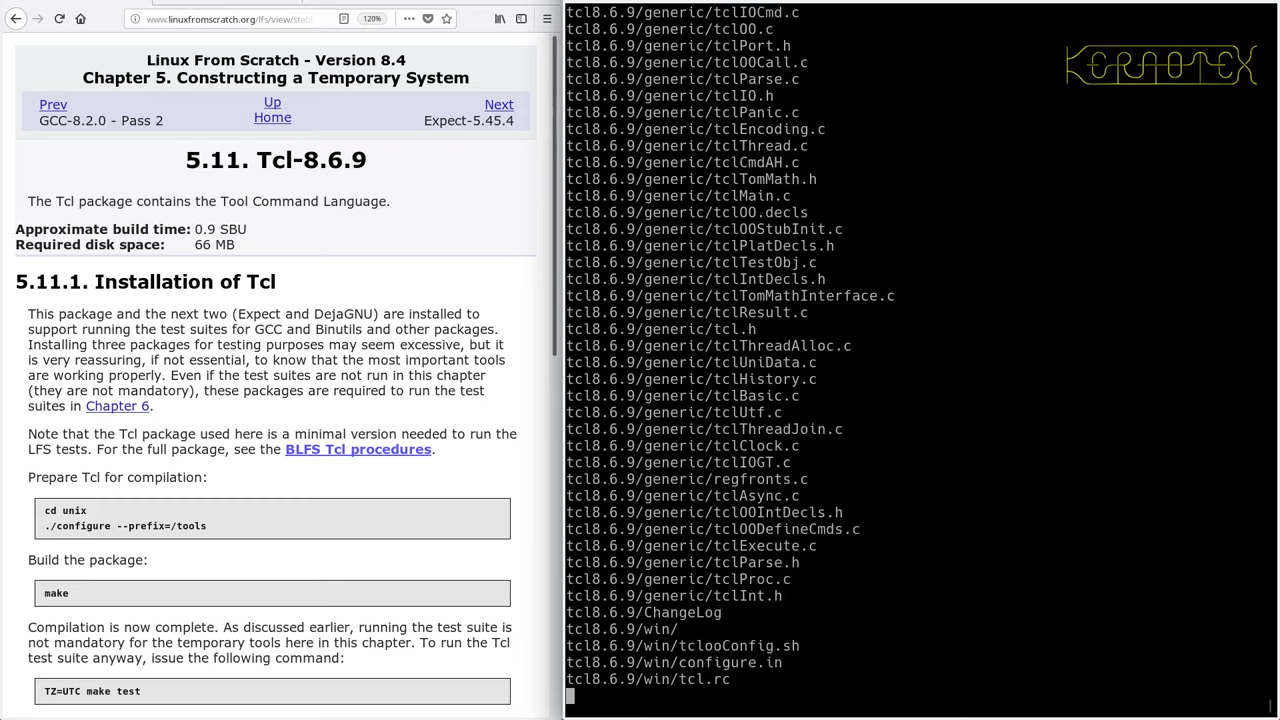 www.linuxfromscratch.org/lfs/view/stab
120%
Linux From Scratch - Version 8.4
Chapter 5. Constructing a Temporary System
Prev
Up
Next
GCC-8.2.0 - Pass 2
Home
Expect-5.45.4
5.11. Tcl-8.6.9
The Tcl package contains the Tool Command Language.
Approximate build time: 0.9 SBU
Required disk space: 66 MB
5.11.1. Installation of Tcl
This package and the next two (Expect and DejaGNU) are installed to
support running the test suites for GCC and Binutils and other packages.
Installing three packages for testing purposes may seem excessive, but it
is very reassuring, if not essential, to know that the most important tools
are working properly. Even if the test suites are not run in this chapter
(they are not mandatory), these packages are required to run the test
suites in Chapter 6.
Note that the Tcl package used here is a minimal version needed to run the
LFS tests. For the full package, see the BLFS Tcl procedures.
Prepare Tcl for compilation:
cd unix
./configure --prefix=/tools
Build the package:
make
Compilation is now complete. As discussed earlier, running the test suite is
not mandatory for the temporary tools here in this chapter. To run the Tcl
test suite anyway, issue the following command:
TZ=UTC make test
tcl8.6.9/generic/tclIOCmd.c
tcl8.6.9/generic/tclOO.c
tcl8.6.9/generic/tclPort.h
tcl8.6.9/generic/tclOOCall.c
tcl8.6.9/generic/tclParse.c
tcl8.6.9/generic/tclIO.h
tcl8.6.9/generic/tclPanic.c
tcl8.6.9/generic/tclEncoding.c
tcl8.6.9/generic/tclThread.c
tcl8.6.9/generic/tclCmdAH.c
tcl8.6.9/generic/tclTomMath.h
tcl8.6.9/generic/tclMain.c
tcl8.6.9/generic/tclOO.decls
tcl8.6.9/generic/tclOOStubInit.c
tcl8.6.9/generic/tclPlatDecls.h
tcl8.6.9/generic/tclTestObj.c
tcl8.6.9/generic/tclIntDecls.h
tcl8.6.9/generic/tclTomMathInterface.c
tcl8.6.9/generic/tclResult.c
tcl8.6.9/generic/tcl.h
tcl8.6.9/generic/tclThreadAlloc.c
tcl8.6.9/generic/tclUniData.c
tcl8.6.9/generic/tclHistory.c
tcl8.6.9/generic/tclBasic.c
tcl8.6.9/generic/tclUtf.c
tcl8.6.9/generic/tclThreadJoin.c
tcl8.6.9/generic/tclClock.c
tcl8.6.9/generic/tclIOGT.c
tcl8.6.9/generic/regfronts.c
tcl8.6.9/generic/tclAsync.c
tcl8.6.9/generic/tclOOIntDecls.h
tcl8.6.9/generic/tclOODefineCmds.c
tcl8.6.9/generic/tclExecute.c
tcl8.6.9/generic/tclParse.h
tcl8.6.9/generic/tclProc.c
tcl8.6.9/generic/tclInt.h
tcl8.6.9/ChangeLog
tcl8.6.9/win/
tcl8.6.9/win/tclooConfig.sh
tcl8.6.9/win/configure.in
tcl8.6.9/win/tcl.rc